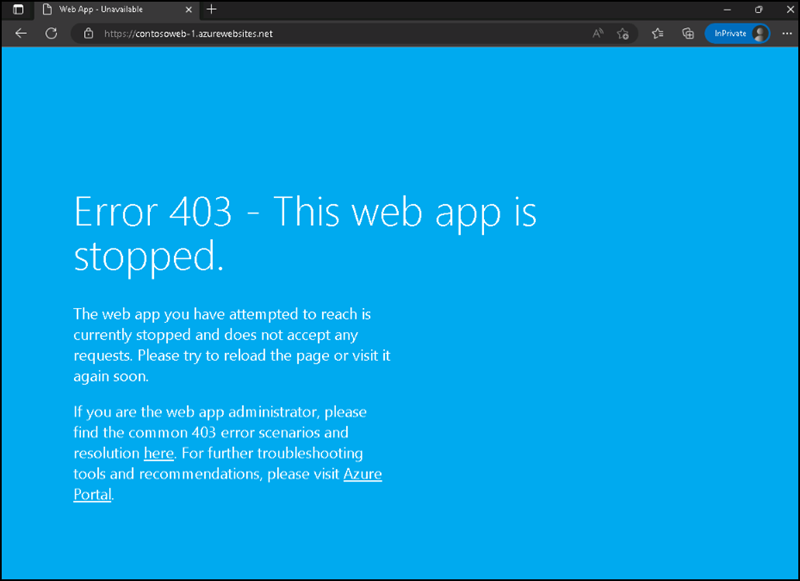 Web App - Unavailable
https://contosoweb-1.azurewebsites.net
InPrivate
Error 403 - This web app is
stopped.
The web app you have attempted to reach is
currently stopped and does not accept any
requests. Please try to reload the page or visit it
again soon.
If you are the web app administrator, please
find the common 403 error scenarios and
resolution here. For further troubleshooting
tools and recommendations, please visit Azure
Portal.